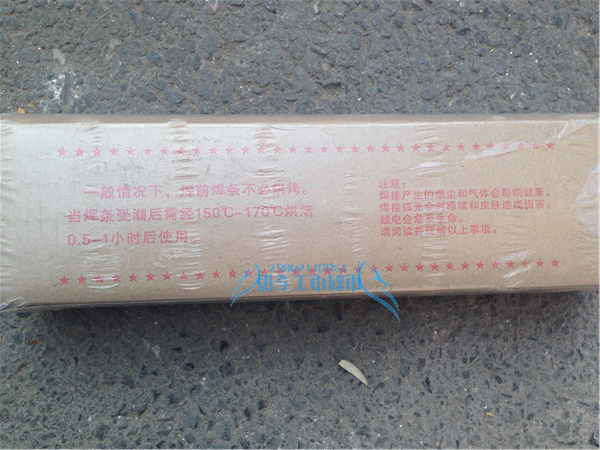 一般情况下，焊前焊条不必烘烤。
当焊条受潮后需经150℃-170℃烘焙
0.5-1小时后使用。
注意：
焊接产生的烟尘和气体会影响健康。
焊接弧光会对眼睛和皮肤造成伤害。
触电会危及生命。
请阅读并理解以上事项。